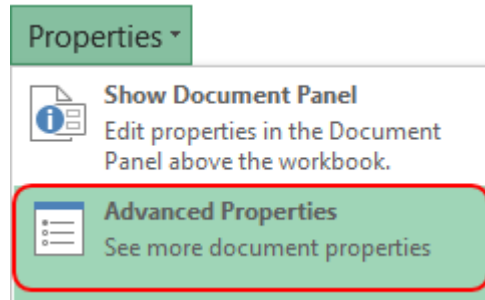 Properties
Show Document Panel
Edit properties in the Document
Panel above the workbook.
Advanced Properties
See more document properties